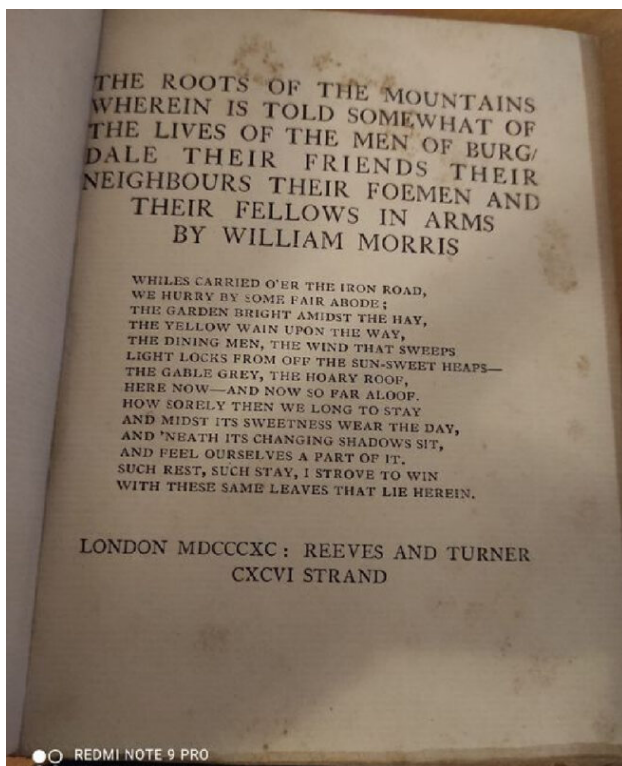 THE ROOTS OF THE MOUNTAINS
WHEREIN IS TOLD SOMEWHAT OF
THE LIVES OF THE MEN OF BURG/
DALE THEIR FRIENDS THEIR
NEIGHBOURS THEIR FOEMEN AND
THEIR FELLOWS IN ARMS
BY WILLIAM MORRIS
WHILES CARRIED O'ER THE IRON ROAD,
WE HURRY BY SOME FAIR ABODE;
THE GARDEN BRIGHT AMIDST THE HAY,
THE YELLOW WAIN UPON THE WAY,
THE DINING MEN, THE WIND THAT SWEEPS
LIGHT LOCKS FROM OFF THE SUN-SWEET HEAPS—
THE GABLE GREY, THE HOARY ROOF,
HERE NOW—AND NOW SO FAR ALOOF.
HOW SORELY THEN WE LONG TO STAY
AND MIDST ITS SWEETNESS WEAR THE DAY,
AND 'NEATH ITS CHANGING SHADOWS SIT,
AND FEEL OURSELVES A PART OF IT.
SUCH REST, SUCH STAY, I STROVE TO WIN
WITH THESE SAME LEAVES THAT LIE HEREIN.
LONDON MDCCCXC: REEVES AND TURNER
CXCVI STRAND
REDMI NOTE 9 PRO